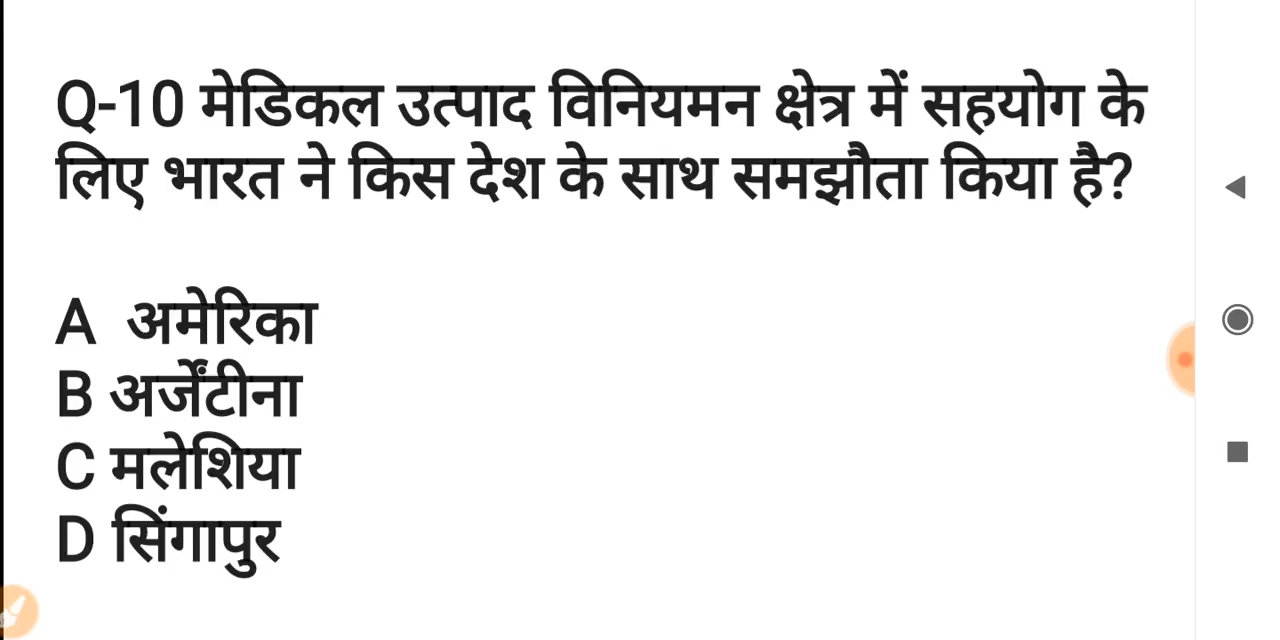 Q-10 मेडिकल उत्पाद विनियमन क्षेत्र में सहयोग के
लिए भारत ने किस देश के साथ समझौता किया है?
A अमेरिका
B अर्जेंटीना
C मलेशिया
D सिंगापुर